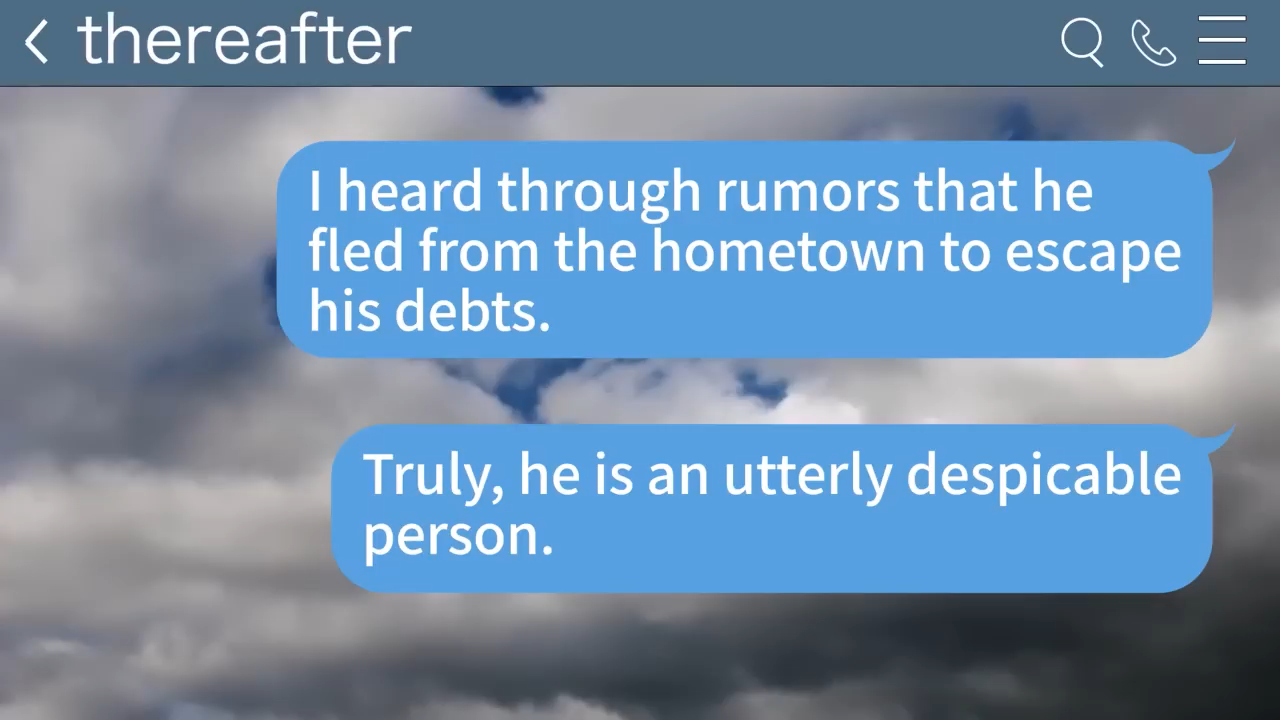 thereafter
I heard through rumors that he
fled from the hometown to escape
his debts.
Truly, he is an utterly despicable
person.